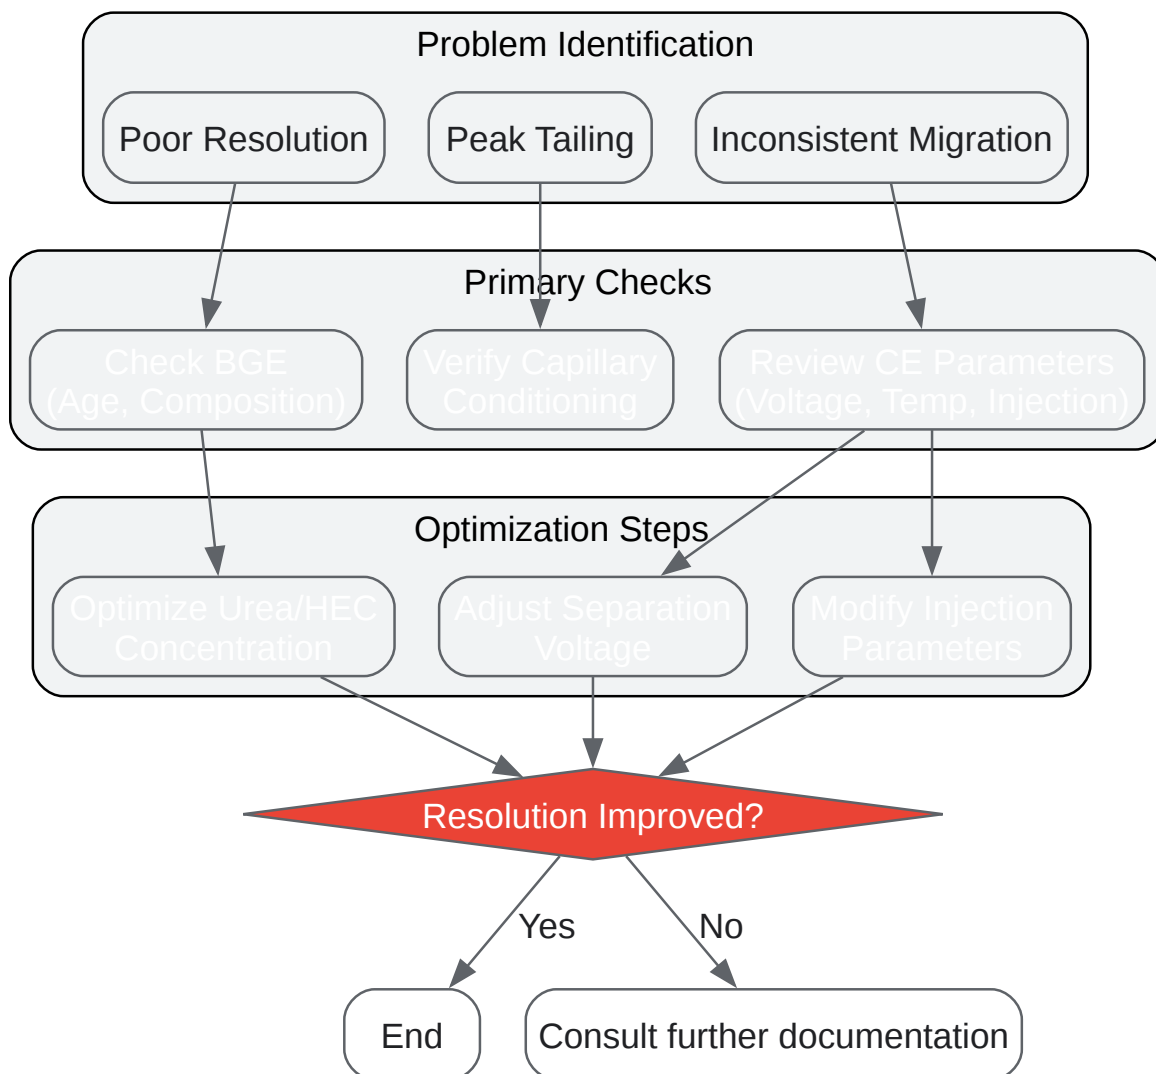 Problem Identification
Poor Resolution
Peak Tailing
Inconsistent Migration
Primary Checks
Check BGE
(Age, Composition)
Verify Capillary
Conditioning
Review CE Parameters
(Voltage, Temp, Injection)
Optimization Steps
Optimize Urea/HEC
Concentration
Adjust Separation
Voltage
Modify Injection
Parameters
Resolution Improved?
Yes
No
End
Consult further documentation